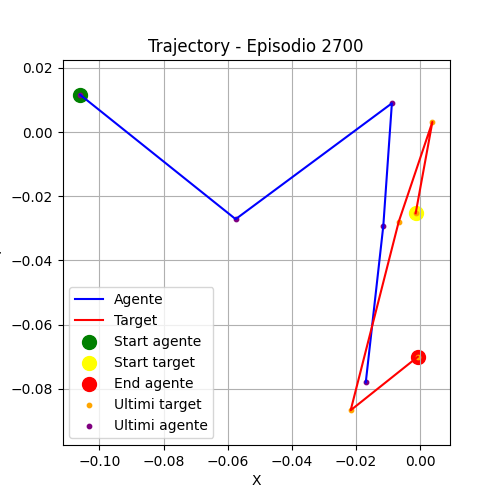 Trajectory - Episodio 2700
0.02
0.00
−0.02
−0.04
−0.06
−0.08
Agente
Target
Start agente
Start target
End agente
Ultimi target
Ultimi agente
−0.10
−0.08
−0.06
−0.04
−0.02
0.00
X